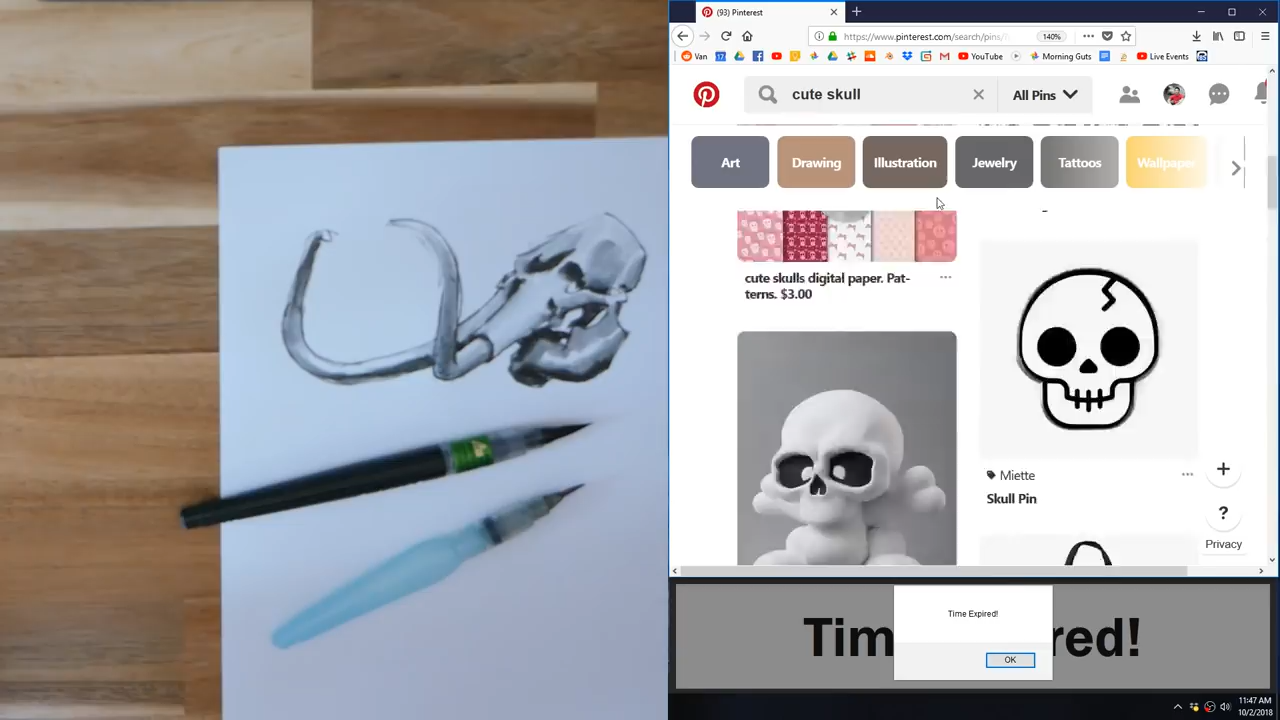 (93) Pinterest
https://www.pinterest.com/search/pins/
140%
Van
17
Morning Guts
YouTube
Live Events
cute skull
All Pins
Art
Drawing
Illustration
Jewelry
Tattoos
Wallpaper
cute skulls digital paper. Pat-
terns. $3.00
Miette
Skull Pin
?
Privacy
Time Expired!
OK
11:47 AM
10/2/2018